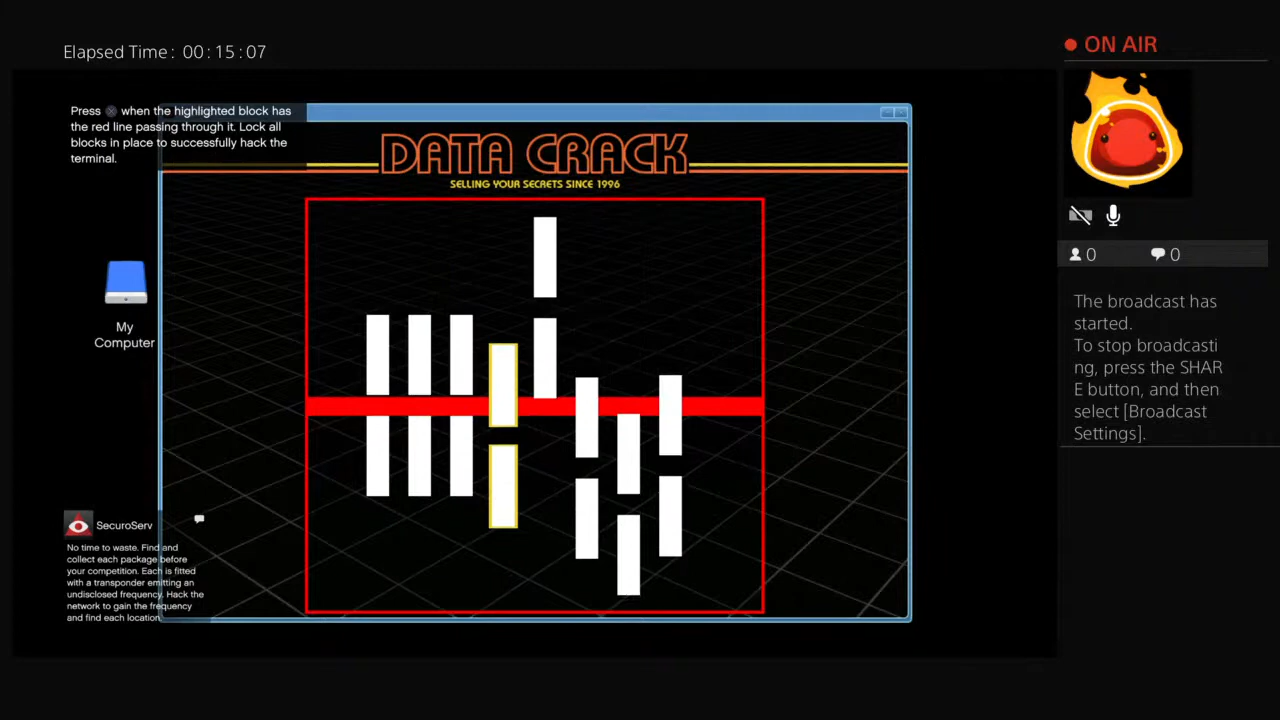 Elapsed Time: 00:15:07
ON AIR
Press ⓧ when the highlighted block has
the red line passing through it. Lock all
blocks in place to successfully hack the
terminal.
DATA CRACK
SELLING YOUR SECRETS SINCE 1996
My
Computer
0
0
The broadcast has
started.
To stop broadcasti
ng, press the SHAR
E button, and then
select [Broadcast
Settings].
SecuroServ
No time to waste. Find and
collect each package before
your competition. Each is fitted
with a transponder emitting an
undisclosed frequency. Hack the
network to gain the frequency
and find each location